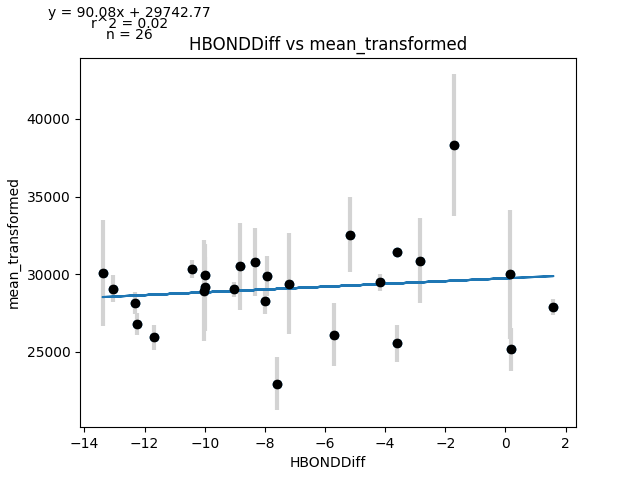 y = 90.08x + 29742.77
r^2 = 0.02
n = 26
HBONDDiff vs mean_transformed
mean_transformed
40000
35000
30000
25000
−14
−12
−10
−8
−6
−4
−2
0
2
HBONDDiff